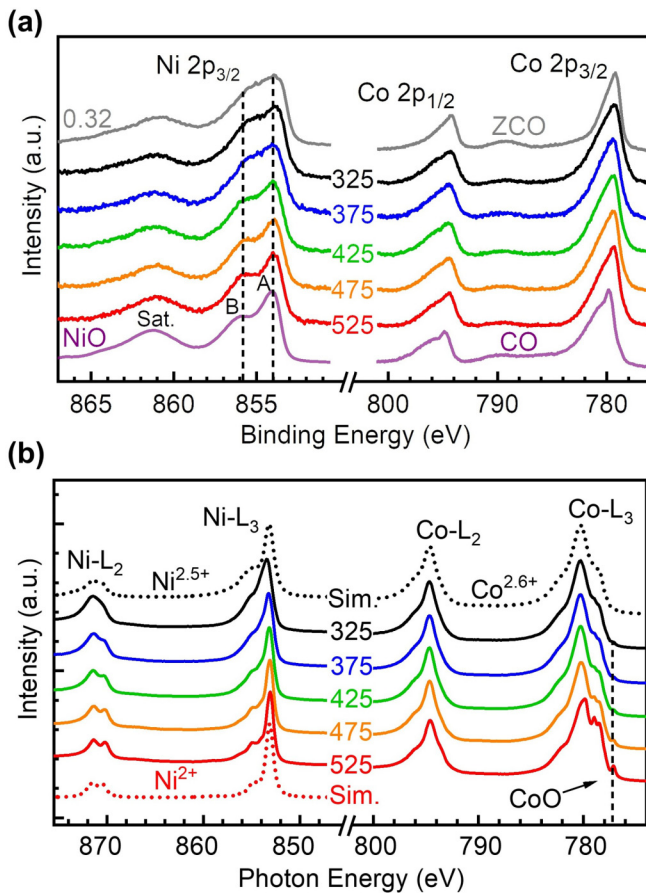 (a)
Ni 2p3/2
Co 2p1/2
Co 2p3/2
0.32
ZCO
325
375
425
475
525
NiO
Sat.
B
A
CO
Intensity (a.u.)
865 860 854 800 790 780
Binding Energy (eV)
(b)
Ni-L2
Ni-L3
Co-L2
Co-L3
Ni2.5+
Sim.
Co2.6+
325
375
425
475
525
Ni2+
Sim.
CoO
Intensity (a.u.)
870 860 850 800 790 780
Photon Energy (eV)